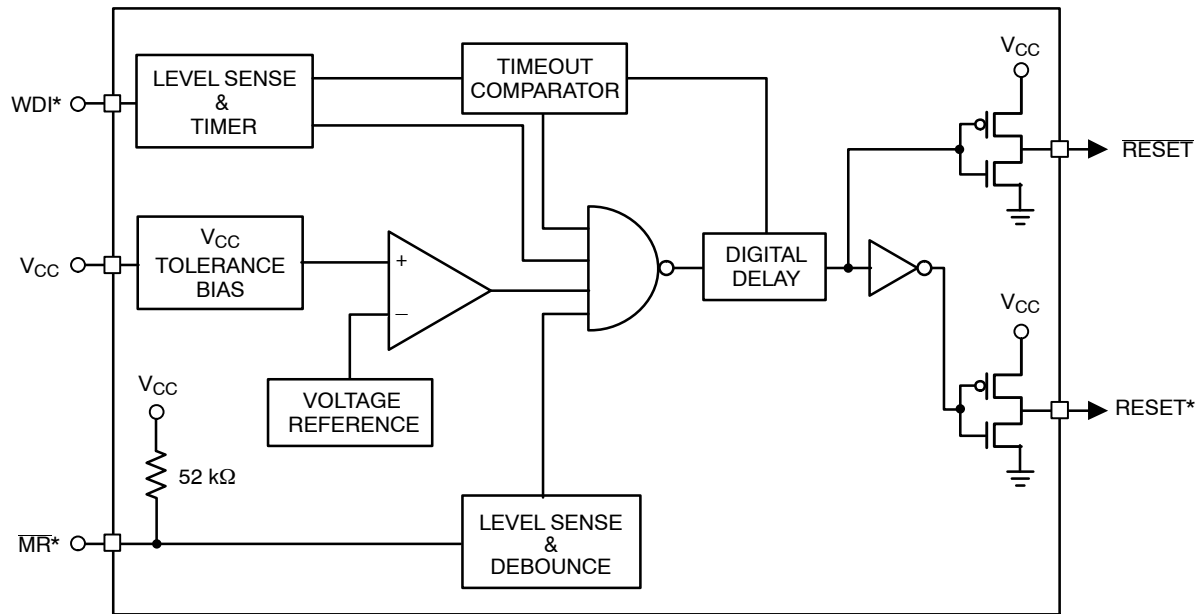 WDI*
LEVEL SENSE
&
TIMER
TIMEOUT
COMPARATOR
VCC
RESET
VCC
VCC
TOLERANCE
BIAS
+
−
DIGITAL
DELAY
VOLTAGE
REFERENCE
VCC
RESET*
VCC
52 kΩ
MR*
LEVEL SENSE
&
DEBOUNCE